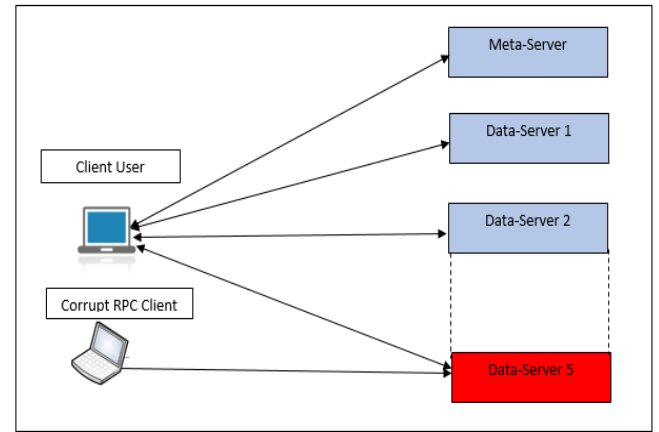 Meta-Server
Data-Server 1
Client User
Data-Server 2
Corrupt RPC Client
Data-Server 5